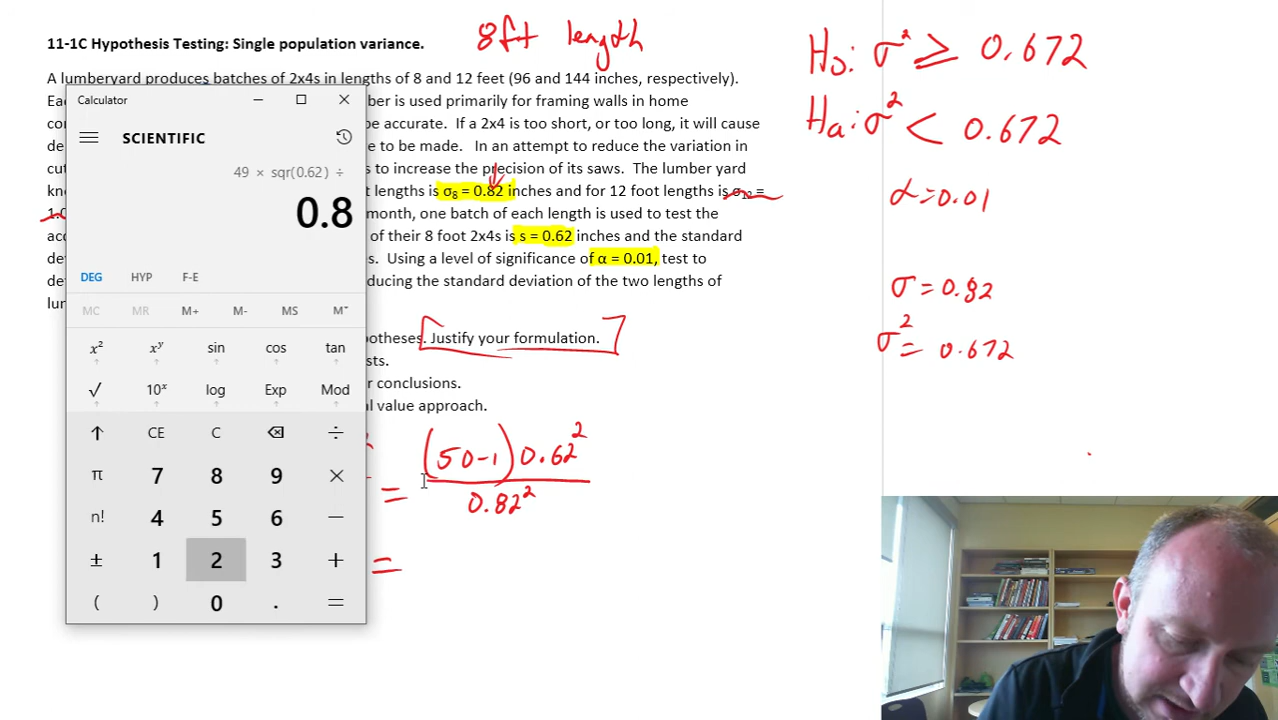 8ft length
11-1C Hypothesis Testing: Single population variance.
A lumberyard produces batches of 2x4s in lengths of 8 and 12 feet (96 and 144 inches, respectively).
ber is used primarily for framing walls in home
be accurate. If a 2x4 is too short, or too long, it will cause
e to be made. In an attempt to reduce the variation in
s to increase the precision of its saws. The lumber yard
t lengths is σ8 = 0.82 inches and for 12 foot lengths is σ12 =
month, one batch of each length is used to test the
of their 8 foot 2x4s is s = 0.62 inches and the standard
s. Using a level of significance of α = 0.01, test to
ducing the standard deviation of the two lengths of
lum
potheses. Justify your formulation.
sts.
r conclusions.
al value approach.
= (50-1) 0.62²
0.82²
=
H0: σ² ≥ 0.672
Ha: σ² < 0.672
α = 0.01
σ = 0.82
σ² = 0.672
Calculator
SCIENTIFIC
49 × sqr(0.62) ÷
0.8
DEG HYP F-E
MC MR M+ M- MS M˅
x² xʸ sin cos tan
√ 10ˣ log Exp Mod
↑ CE C ⌫ ÷
π 7 8 9 ×
n! 4 5 6 −
± 1 2 3 +
( ) 0 . =